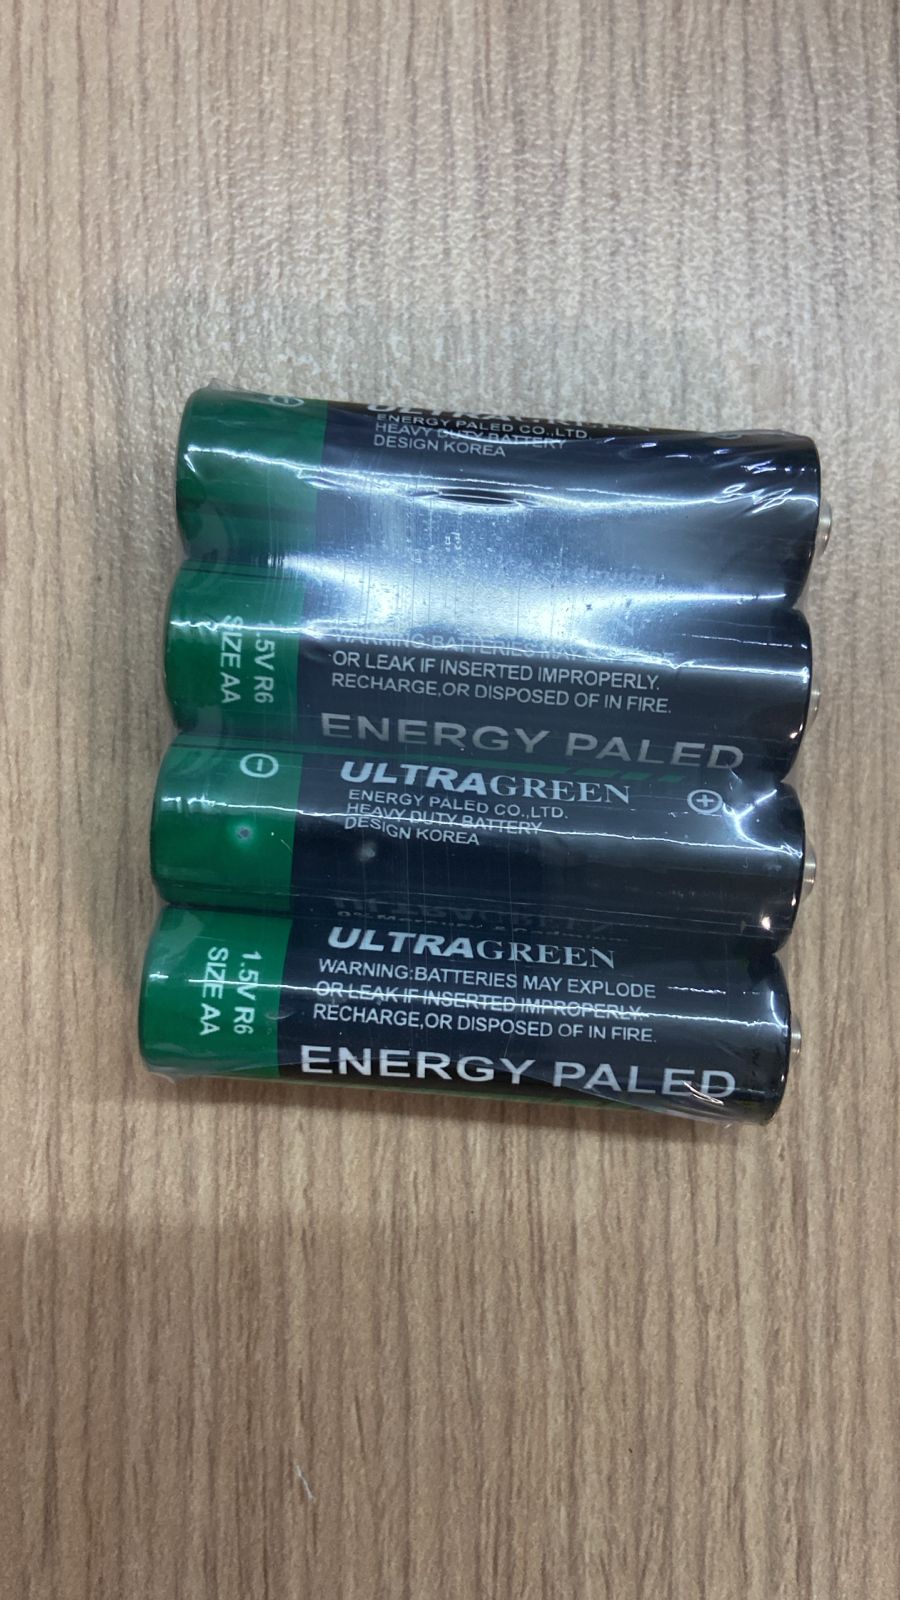 ULTRAGREEN
ENERGY PALED CO.,LTD.
HEAVY DUTY BATTERY
DESIGN KOREA
1.5V R6
SIZE AA
WARNING:BATTERIES MAY EXPLODE
OR LEAK IF INSERTED IMPROPERLY.
RECHARGE,OR DISPOSED OF IN FIRE.
ENERGY PALED
ULTRAGREEN
ENERGY PALED CO.,LTD.
HEAVY DUTY BATTERY
DESIGN KOREA
1.5V R6
SIZE AA
ULTRAGREEN
WARNING:BATTERIES MAY EXPLODE
OR LEAK IF INSERTED IMPROPERLY.
RECHARGE,OR DISPOSED OF IN FIRE.
ENERGY PALED